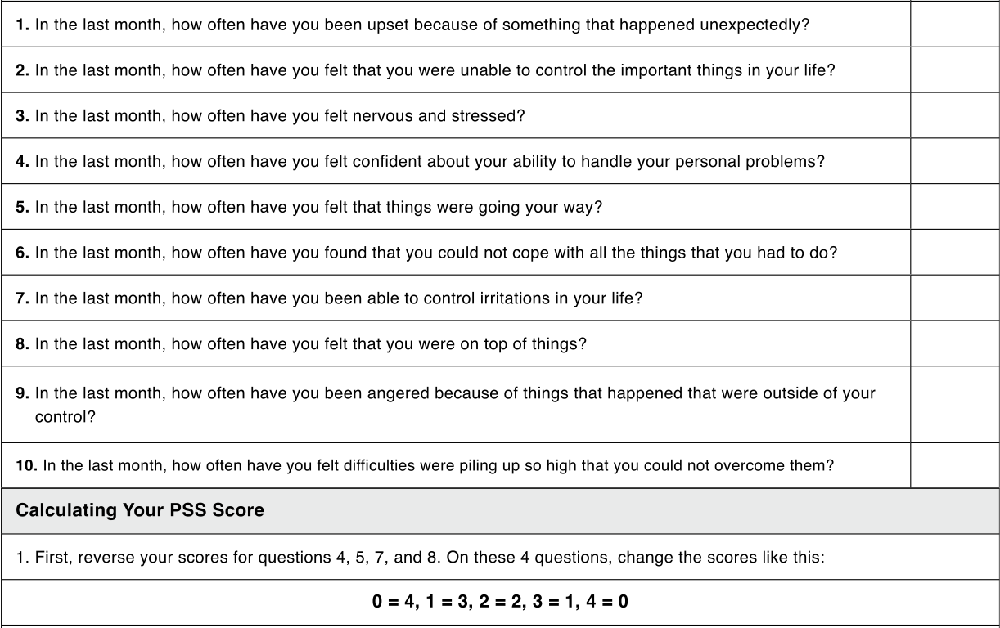 1. In the last month, how often have you been upset because of something that happened unexpectedly?
2. In the last month, how often have you felt that you were unable to control the important things in your life?
3. In the last month, how often have you felt nervous and stressed?
4. In the last month, how often have you felt confident about your ability to handle your personal problems?
5. In the last month, how often have you felt that things were going your way?
6. In the last month, how often have you found that you could not cope with all the things that you had to do?
7. In the last month, how often have you been able to control irritations in your life?
8. In the last month, how often have you felt that you were on top of things?
9. In the last month, how often have you been angered because of things that happened that were outside of your
control?
10. In the last month, how often have you felt difficulties were piling up so high that you could not overcome them?
Calculating Your PSS Score
1. First, reverse your scores for questions 4, 5, 7, and 8. On these 4 questions, change the scores like this:
0 = 4, 1 = 3, 2 = 2, 3 = 1, 4 = 0